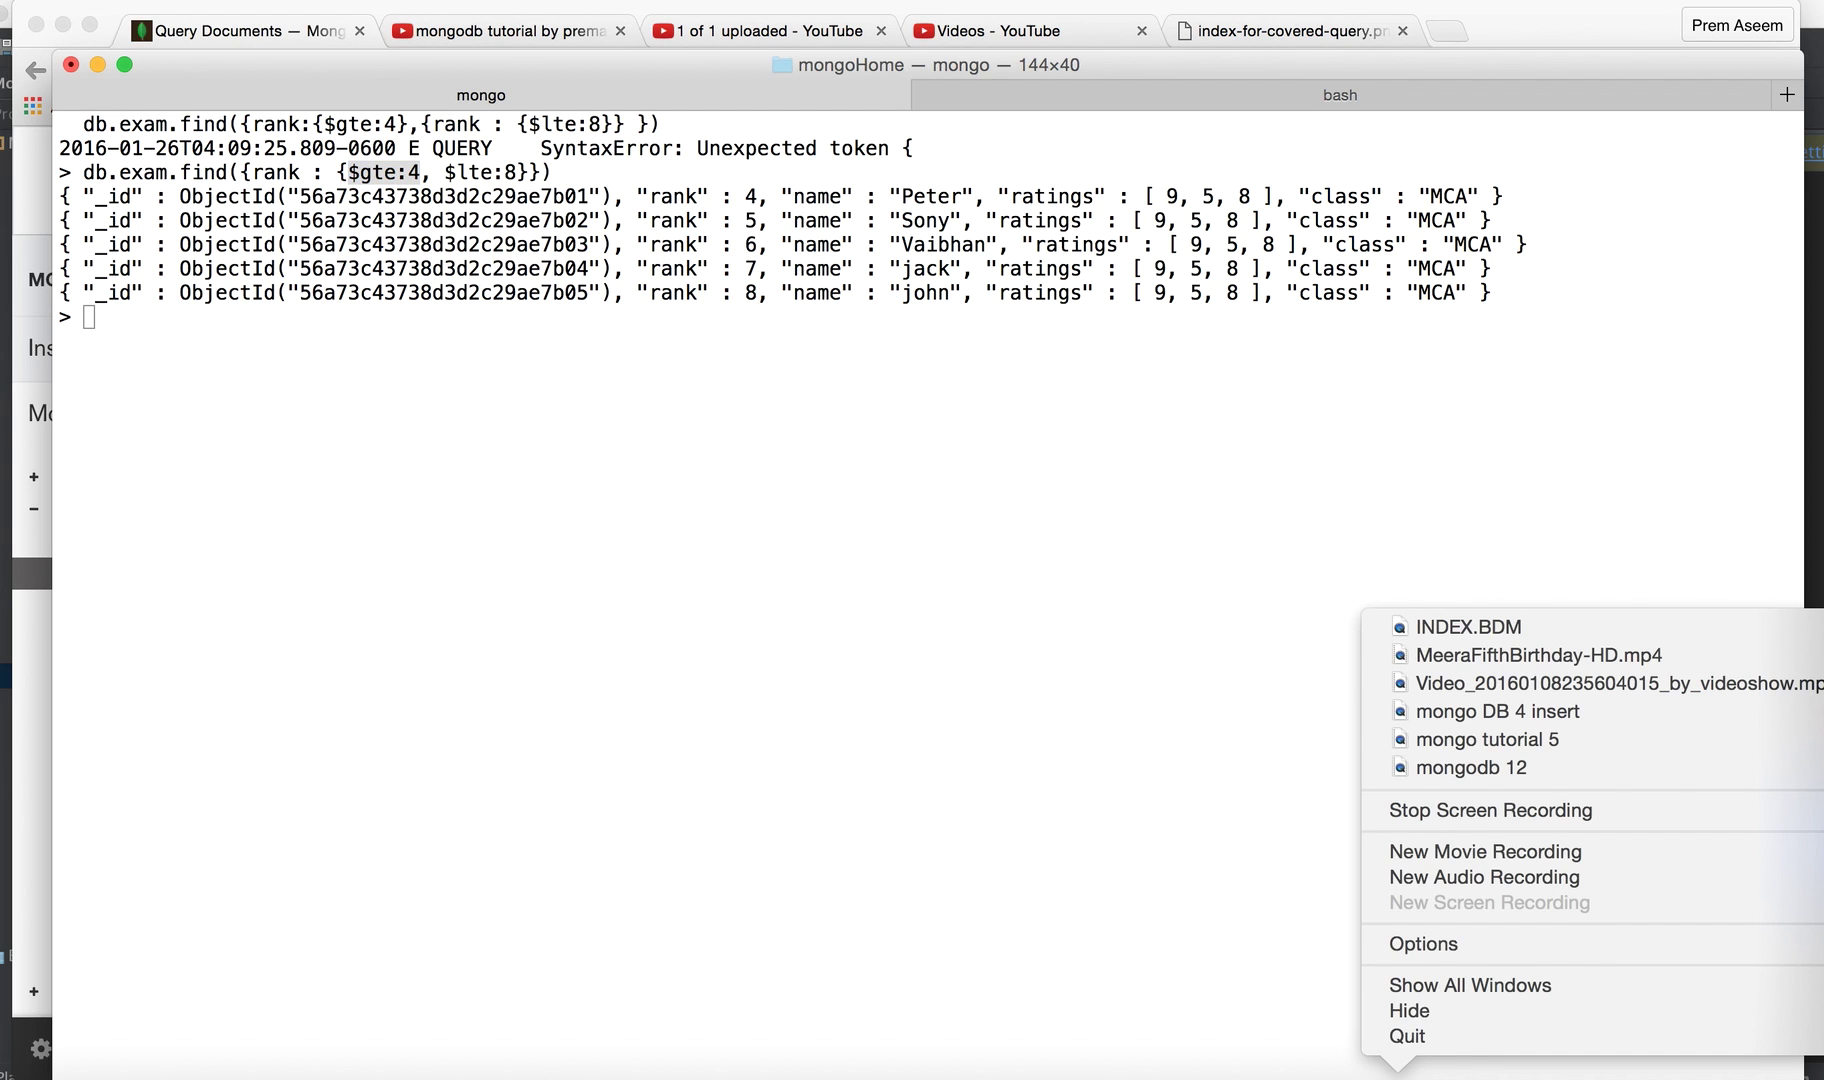 Query Documents — Mong
mongodb tutorial by prema
1 of 1 uploaded - YouTube
Videos - YouTube
index-for-covered-query.pn
Prem Aseem
mongoHome — mongo — 144×40
mongo
bash
db.exam.find({rank:{$gte:4},{rank : {$lte:8}} })
2016-01-26T04:09:25.809-0600 E QUERY    SyntaxError: Unexpected token {
> db.exam.find({rank : {$gte:4, $lte:8}})
{ "_id" : ObjectId("56a73c43738d3d2c29ae7b01"), "rank" : 4, "name" : "Peter", "ratings" : [ 9, 5, 8 ], "class" : "MCA" }
{ "_id" : ObjectId("56a73c43738d3d2c29ae7b02"), "rank" : 5, "name" : "Sony", "ratings" : [ 9, 5, 8 ], "class" : "MCA" }
{ "_id" : ObjectId("56a73c43738d3d2c29ae7b03"), "rank" : 6, "name" : "Vaibhan", "ratings" : [ 9, 5, 8 ], "class" : "MCA" }
{ "_id" : ObjectId("56a73c43738d3d2c29ae7b04"), "rank" : 7, "name" : "jack", "ratings" : [ 9, 5, 8 ], "class" : "MCA" }
{ "_id" : ObjectId("56a73c43738d3d2c29ae7b05"), "rank" : 8, "name" : "john", "ratings" : [ 9, 5, 8 ], "class" : "MCA" }
>
Ins
INDEX.BDM
MeeraFifthBirthday-HD.mp4
Video_20160108235604015_by_videoshow.mp
mongo DB 4 insert
mongo tutorial 5
mongodb 12
Stop Screen Recording
New Movie Recording
New Audio Recording
New Screen Recording
Options
Show All Windows
Hide
Quit